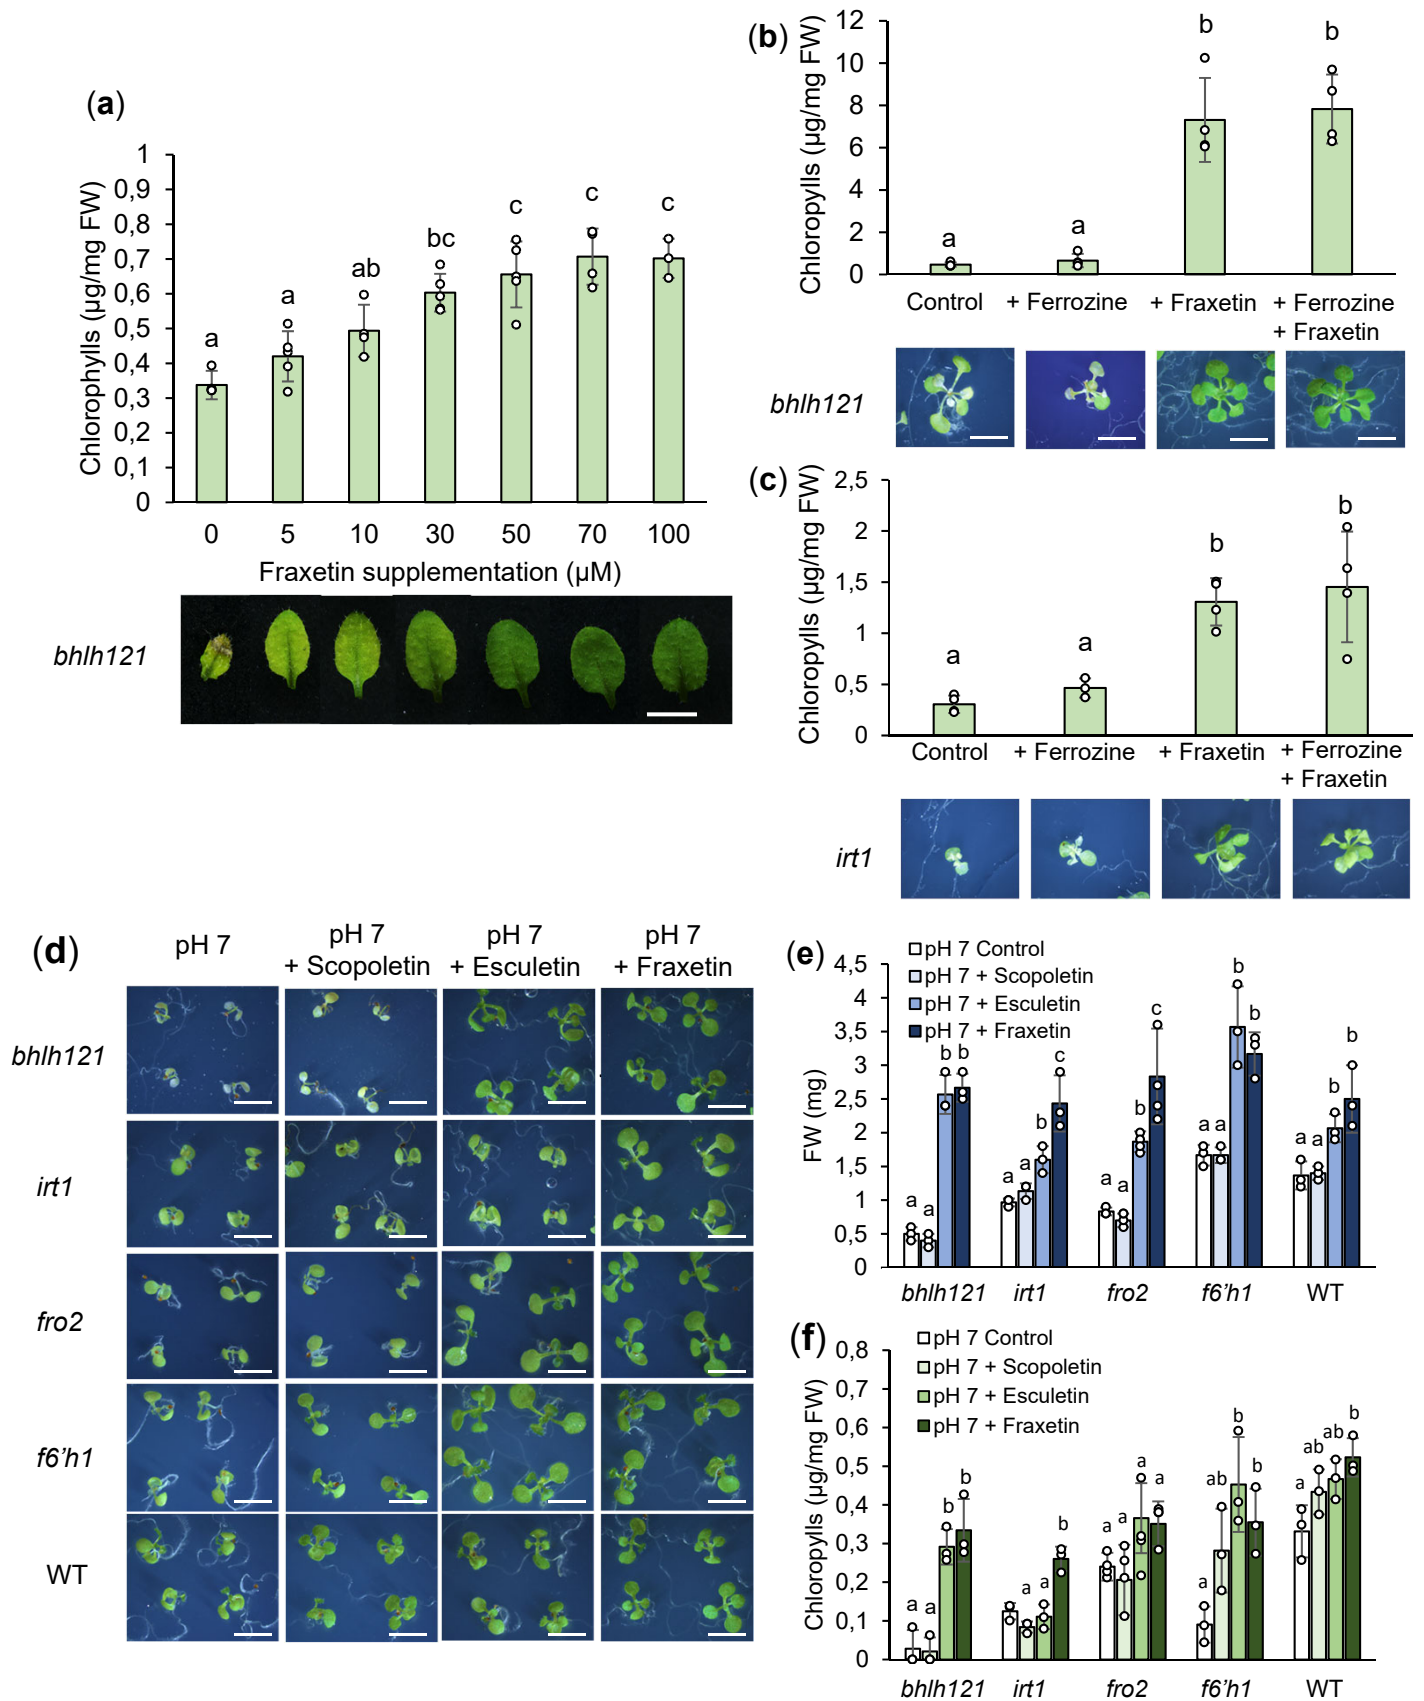 (a)
Chlorophylls (µg/mg FW)
1
0,9
0,8
0,7
0,6
0,5
0,4
0,3
0,2
0,1
0
a
a
ab
bc
c
c
c
0 5 10 30 50 70 100
Fraxetin supplementation (µM)
bhlh121
(b)
Chloropylls (µg/mg FW)
12
10
8
6
4
2
0
a
a
b
b
Control + Ferrozine + Fraxetin + Ferrozine
+ Fraxetin
bhlh121
(c)
Chloropylls (µg/mg FW)
2,5
2
1,5
1
0,5
0
a
a
b
b
Control + Ferrozine + Fraxetin + Ferrozine
+ Fraxetin
irt1
(d)
pH 7
pH 7
+ Scopoletin
pH 7
+ Esculetin
pH 7
+ Fraxetin
bhlh121
irt1
fro2
f6'h1
WT
(e)
pH 7 Control
pH 7 + Scopoletin
pH 7 + Esculetin
pH 7 + Fraxetin
FW (mg)
4,5
4
3,5
3
2,5
2
1,5
1
0,5
0
a a b b
a a b c
a a b c
a a b b
a a b b
bhlh121 irt1 fro2 f6'h1 WT
(f)
pH 7 Control
pH 7 + Scopoletin
pH 7 + Esculetin
pH 7 + Fraxetin
Chloropylls (µg/mg FW)
0,8
0,7
0,6
0,5
0,4
0,3
0,2
0,1
0
a a b b
a a b
a a a a
a ab b b
a ab ab b
bhlh121 irt1 fro2 f6'h1 WT